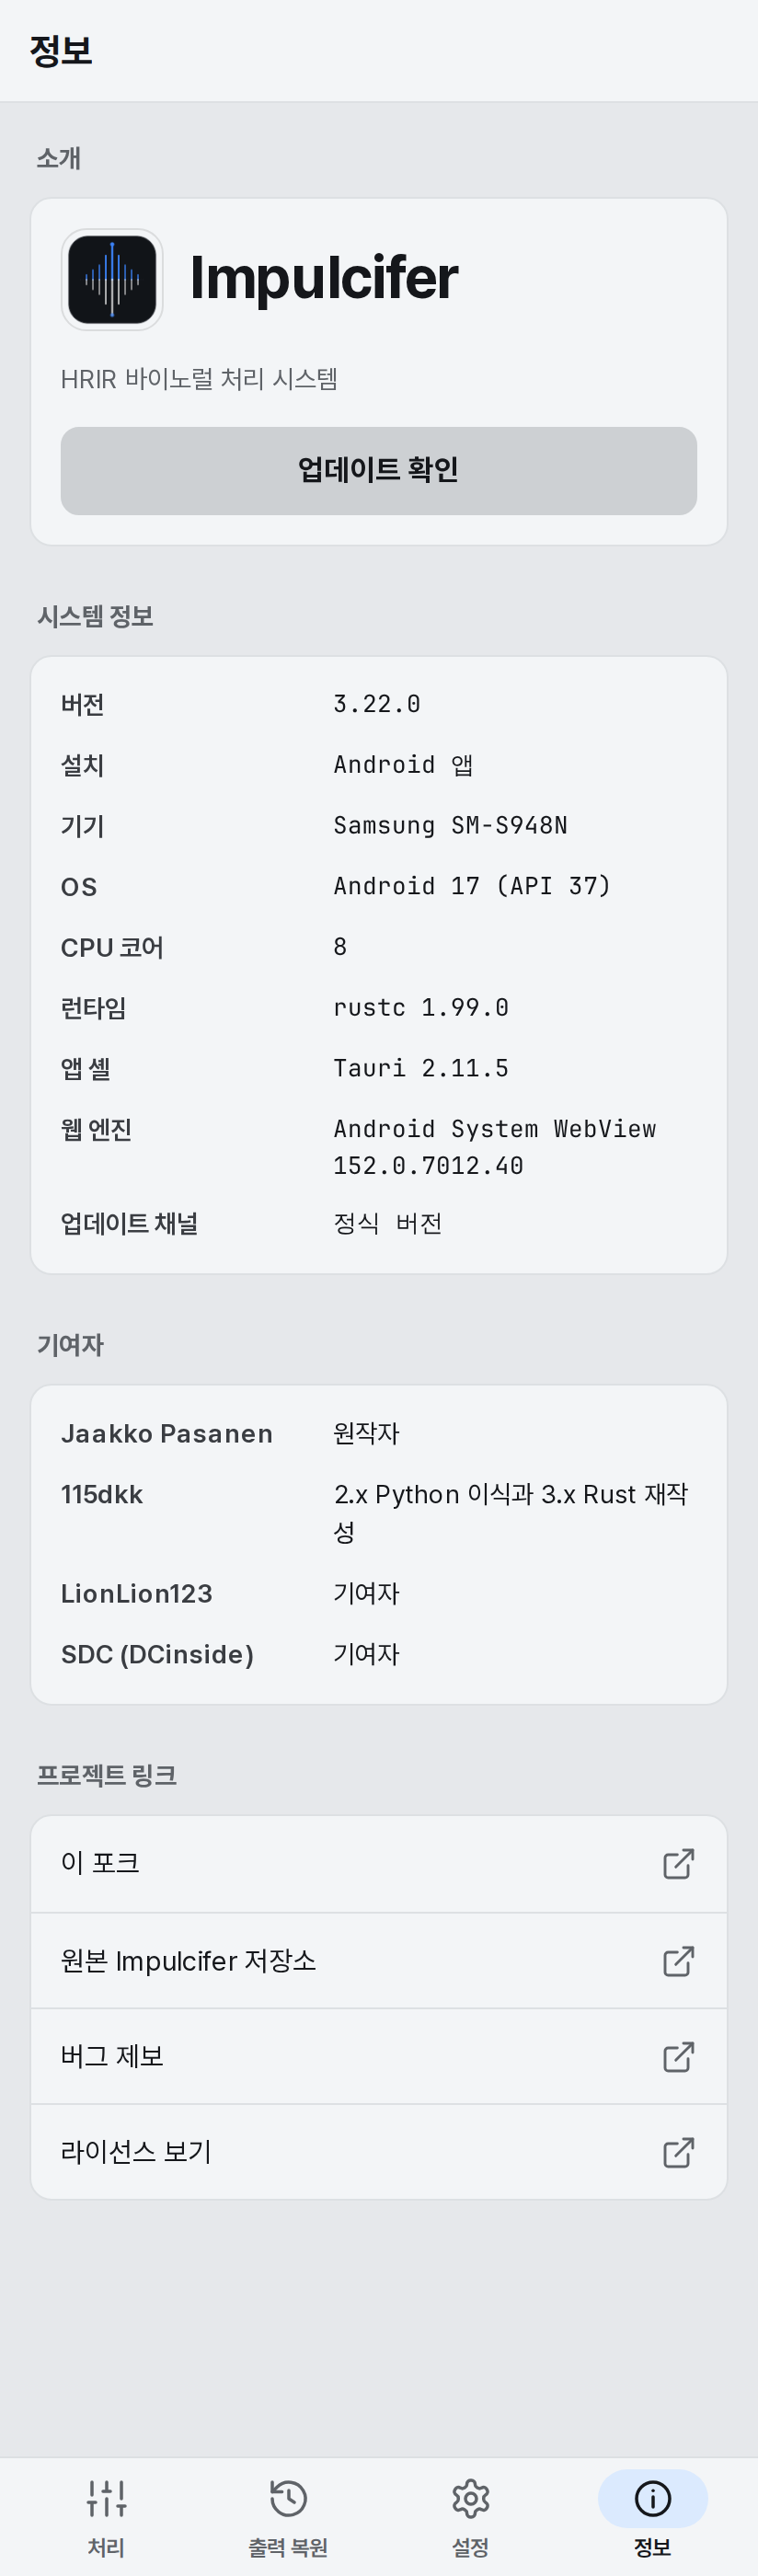 정보
소개
Impulcifer
HRIR 바이노럴 처리 시스템
업데이트 확인
시스템 정보
버전 3.22.0
설치 Android 앱
기기 Samsung SM-S948N
OS Android 17 (API 37)
CPU 코어 8
런타임 rustc 1.99.0
앱 셸 Tauri 2.11.5
웹 엔진 Android System WebView
152.0.7012.40
업데이트 채널 정식 버전
기여자
Jaakko Pasanen 원작자
115dkk 2.x Python 이식과 3.x Rust 재작
성
LionLion123 기여자
SDC (DCinside) 기여자
프로젝트 링크
이 포크
원본 Impulcifer 저장소
버그 제보
라이선스 보기
처리 출력 복원 설정 정보